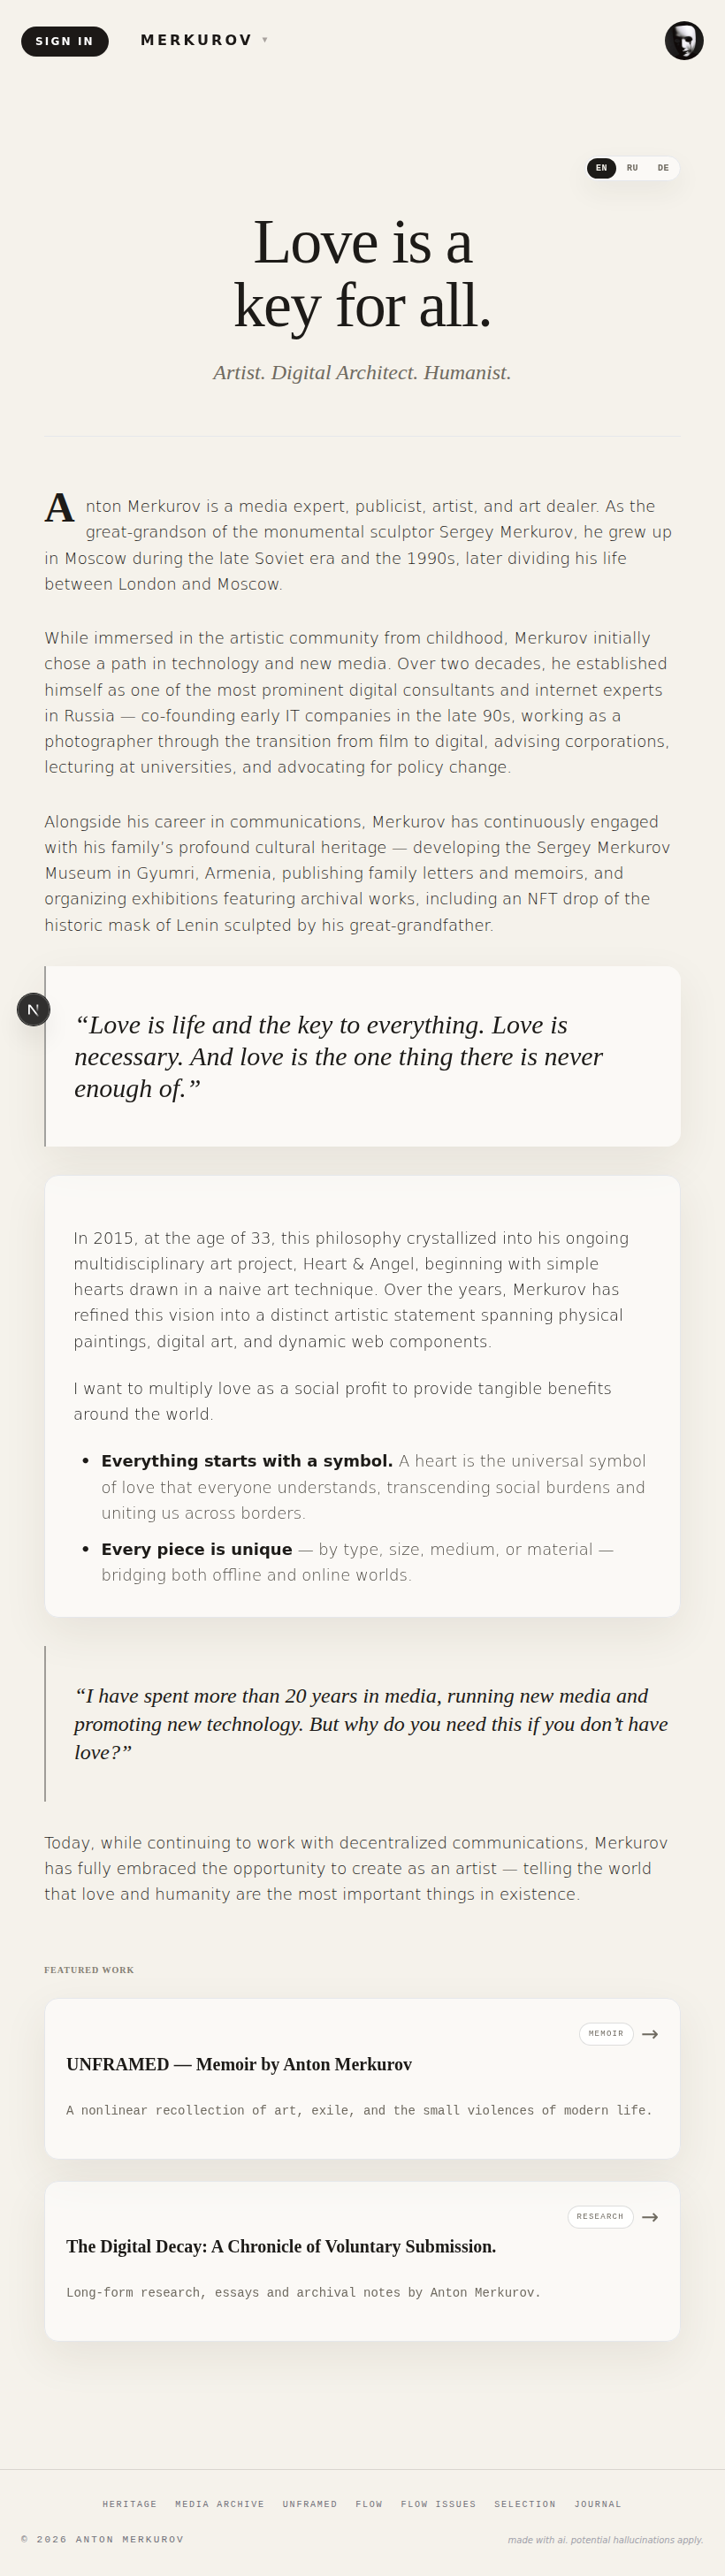 SIGN IN
MERKUROV ▾
EN RU DE
Love is a
key for all.
Artist. Digital Architect. Humanist.
Anton Merkurov is a media expert, publicist, artist, and art dealer. As the
great-grandson of the monumental sculptor Sergey Merkurov, he grew up
in Moscow during the late Soviet era and the 1990s, later dividing his life
between London and Moscow.
While immersed in the artistic community from childhood, Merkurov initially
chose a path in technology and new media. Over two decades, he established
himself as one of the most prominent digital consultants and internet experts
in Russia — co-founding early IT companies in the late 90s, working as a
photographer through the transition from film to digital, advising corporations,
lecturing at universities, and advocating for policy change.
Alongside his career in communications, Merkurov has continuously engaged
with his family’s profound cultural heritage — developing the Sergey Merkurov
Museum in Gyumri, Armenia, publishing family letters and memoirs, and
organizing exhibitions featuring archival works, including an NFT drop of the
historic mask of Lenin sculpted by his great-grandfather.
N
“Love is life and the key to everything. Love is
necessary. And love is the one thing there is never
enough of.”
In 2015, at the age of 33, this philosophy crystallized into his ongoing
multidisciplinary art project, Heart & Angel, beginning with simple
hearts drawn in a naive art technique. Over the years, Merkurov has
refined this vision into a distinct artistic statement spanning physical
paintings, digital art, and dynamic web components.
I want to multiply love as a social profit to provide tangible benefits
around the world.
• Everything starts with a symbol. A heart is the universal symbol
of love that everyone understands, transcending social burdens and
uniting us across borders.
• Every piece is unique — by type, size, medium, or material —
bridging both offline and online worlds.
“I have spent more than 20 years in media, running new media and
promoting new technology. But why do you need this if you don’t have
love?”
Today, while continuing to work with decentralized communications, Merkurov
has fully embraced the opportunity to create as an artist — telling the world
that love and humanity are the most important things in existence.
FEATURED WORK
MEMOIR →
UNFRAMED — Memoir by Anton Merkurov
A nonlinear recollection of art, exile, and the small violences of modern life.
RESEARCH →
The Digital Decay: A Chronicle of Voluntary Submission.
Long-form research, essays and archival notes by Anton Merkurov.
HERITAGE MEDIA ARCHIVE UNFRAMED FLOW FLOW ISSUES SELECTION JOURNAL
© 2026 ANTON MERKUROV
made with ai. potential hallucinations apply.